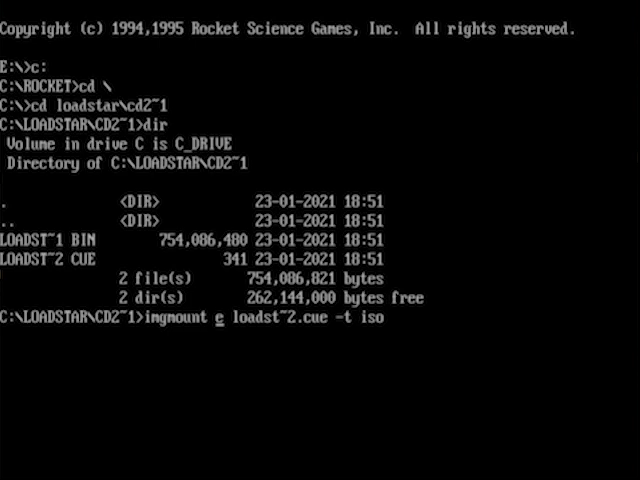 Copyright (c) 1994,1995 Rocket Science Games, Inc.  All rights reserved.
E:\>c:
C:\ROCKET>cd \
C:\>cd loadstar\cd2~1
C:\LOADSTAR\CD2~1>dir
 Volume in drive C is C_DRIVE
 Directory of C:\LOADSTAR\CD2~1
.              <DIR>            23-01-2021 18:51
..             <DIR>            23-01-2021 18:51
LOADST~1 BIN        754,086,480 23-01-2021 18:51
LOADST~2 CUE                341 23-01-2021 18:51
               2 file(s)       754,086,821 bytes
               2 dir(s)        262,144,000 bytes free
C:\LOADSTAR\CD2~1>imgmount e loadst~2.cue -t iso